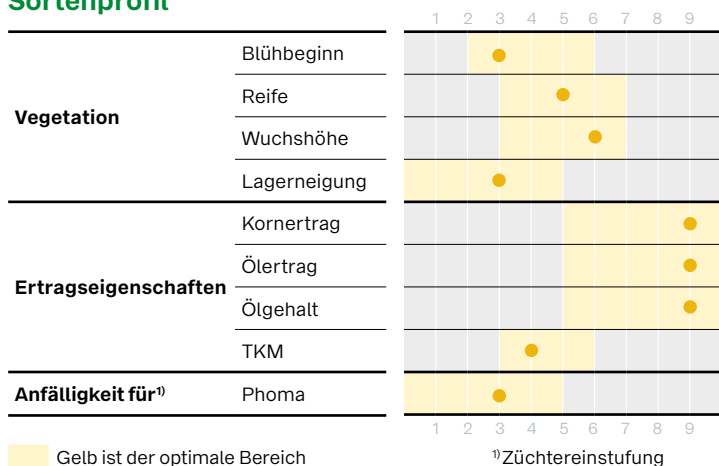 Sortenprofil
1 2 3 4 5 6 7 8 9
Vegetation
Blühbeginn
Reife
Wuchshöhe
Lagerneigung
Ertragseigenschaften
Kornertrag
Ölertrag
Ölgehalt
TKM
Anfälligkeit für¹⁾ Phoma
1 2 3 4 5 6 7 8 9
Gelb ist der optimale Bereich
¹⁾Züchtereinstufung